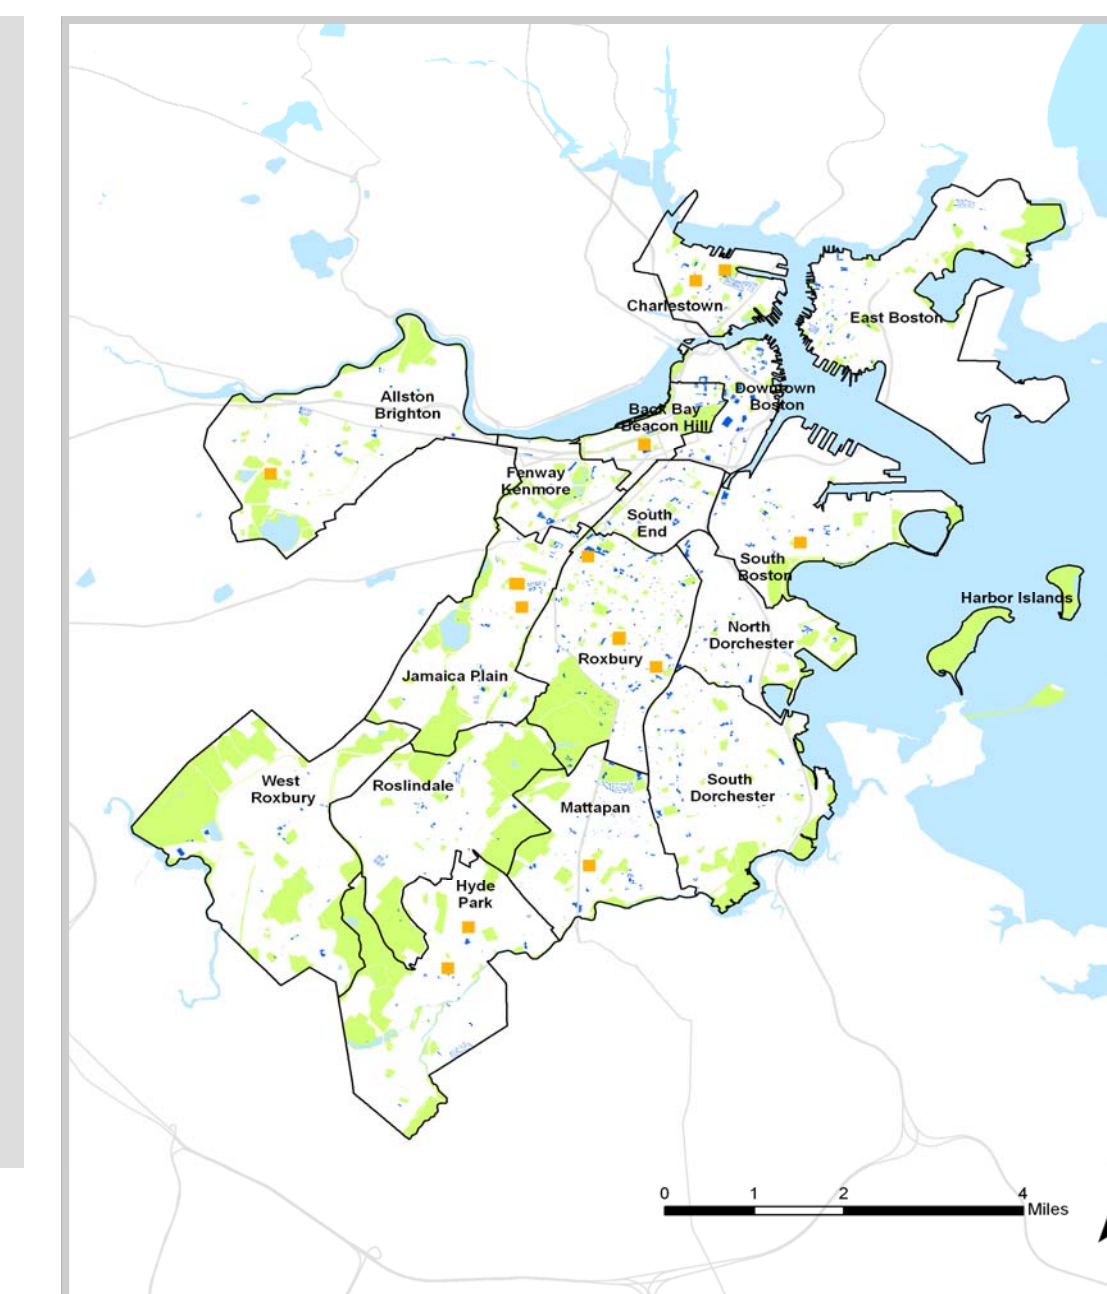 Charlestown
East Boston
Allston
Brighton
Downtown
Boston
Back Bay
Beacon Hill
Fenway
Kenmore
South
End
South
Boston
Harbor Islands
North
Dorchester
Roxbury
Jamaica Plain
West
Roxbury
Roslindale
South
Dorchester
Mattapan
Hyde
Park
0 1 2 4
Miles